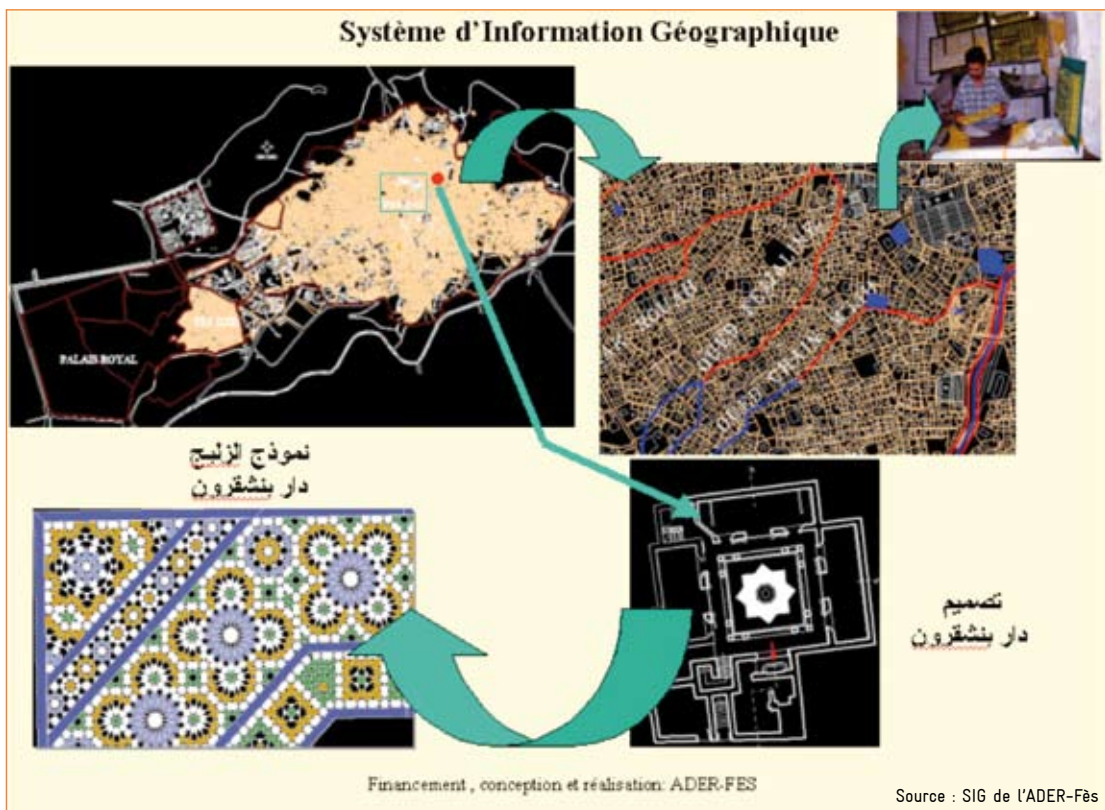 Système d'Information Géographique
PALAIS ROYAL
نموذج الزليج
دار بنشقرون
تصميم
دار بنشقرون
Financement , conception et réalisation: ADER-FES
Source : SIG de l'ADER-Fès